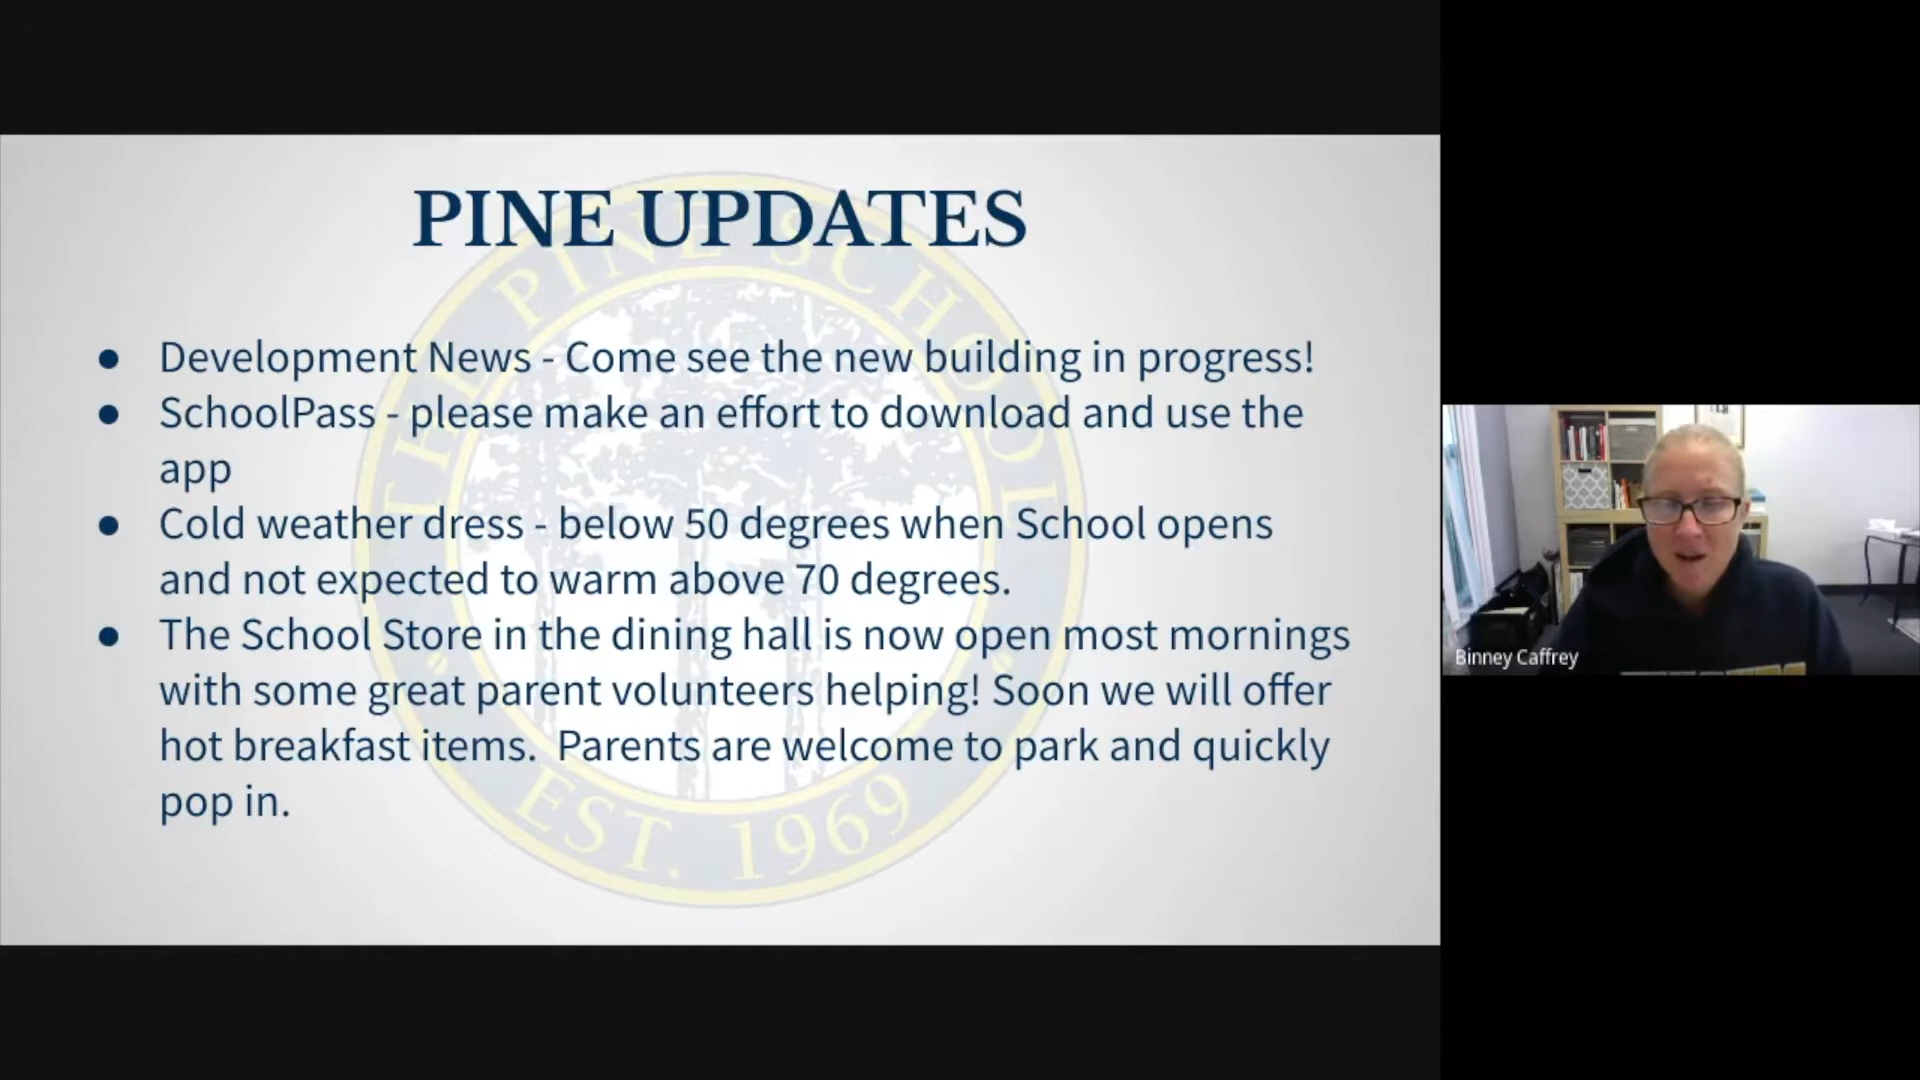 PINE UPDATES
THE PINE SCHOOL
● Development News - Come see the new building in progress!
● SchoolPass - please make an effort to download and use the
app
● Cold weather dress - below 50 degrees when School opens
and not expected to warm above 70 degrees.
● The School Store in the dining hall is now open most mornings
with some great parent volunteers helping! Soon we will offer
hot breakfast items.  Parents are welcome to park and quickly
pop in.
EST. 1969
Binney Caffrey